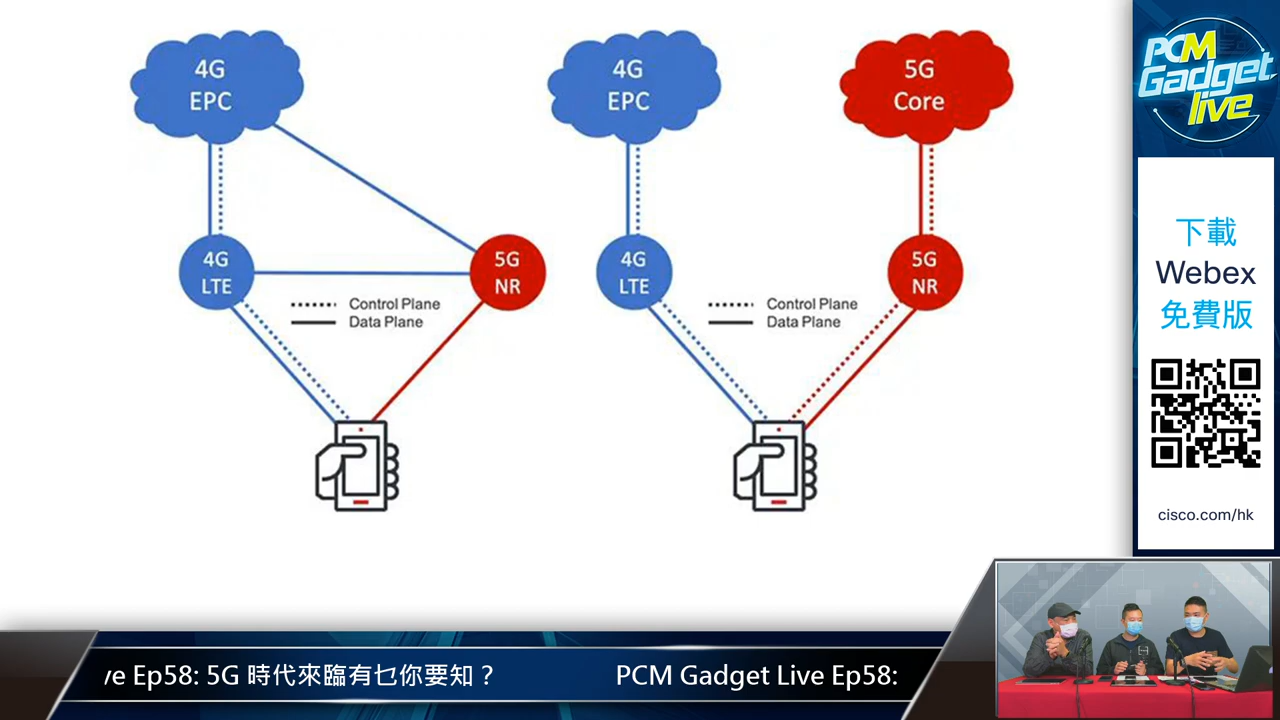 4G
EPC
4G
LTE
5G
NR
Control Plane
Data Plane
4G
EPC
5G
Core
4G
LTE
5G
NR
Control Plane
Data Plane
PCM
Gadget
live
下載
Webex
免費版
cisco.com/hk
ve Ep58: 5G 時代來臨有乜你要知？
PCM Gadget Live Ep58: